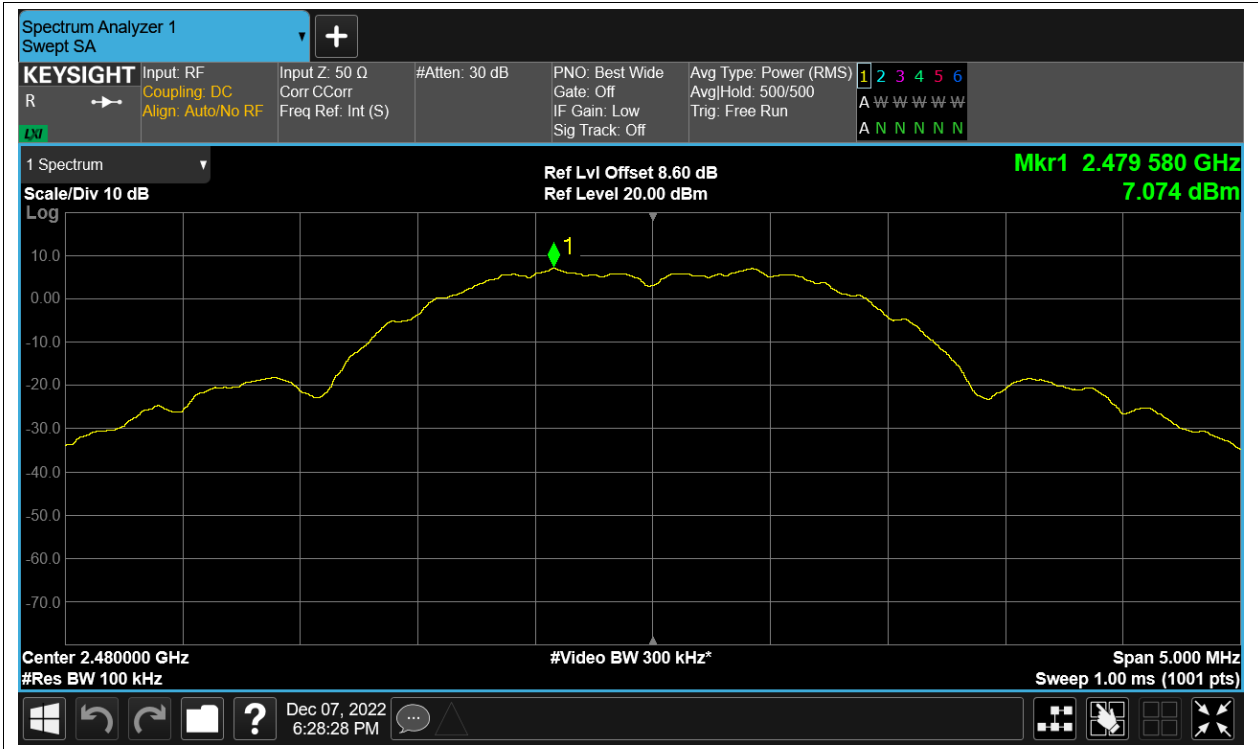 Spectrum Analyzer 1
Swept SA
KEYSIGHT
R
LXI
Input: RF
Coupling: DC
Align: Auto/No RF
Input Z: 50 Ω
Corr CCorr
Freq Ref: Int (S)
#Atten: 30 dB
PNO: Best Wide
Gate: Off
IF Gain: Low
Sig Track: Off
Avg Type: Power (RMS)
Avg|Hold: 500/500
Trig: Free Run
1 2 3 4 5 6
A W W W W W
A N N N N N
1 Spectrum
Scale/Div 10 dB
Log
Ref Lvl Offset 8.60 dB
Ref Level 20.00 dBm
Mkr1 2.479 580 GHz
7.074 dBm
1
10.0
0.00
-10.0
-20.0
-30.0
-40.0
-50.0
-60.0
-70.0
Center 2.480000 GHz
#Res BW 100 kHz
#Video BW 300 kHz*
Span 5.000 MHz
Sweep 1.00 ms (1001 pts)
?
Dec 07, 2022
6:28:28 PM